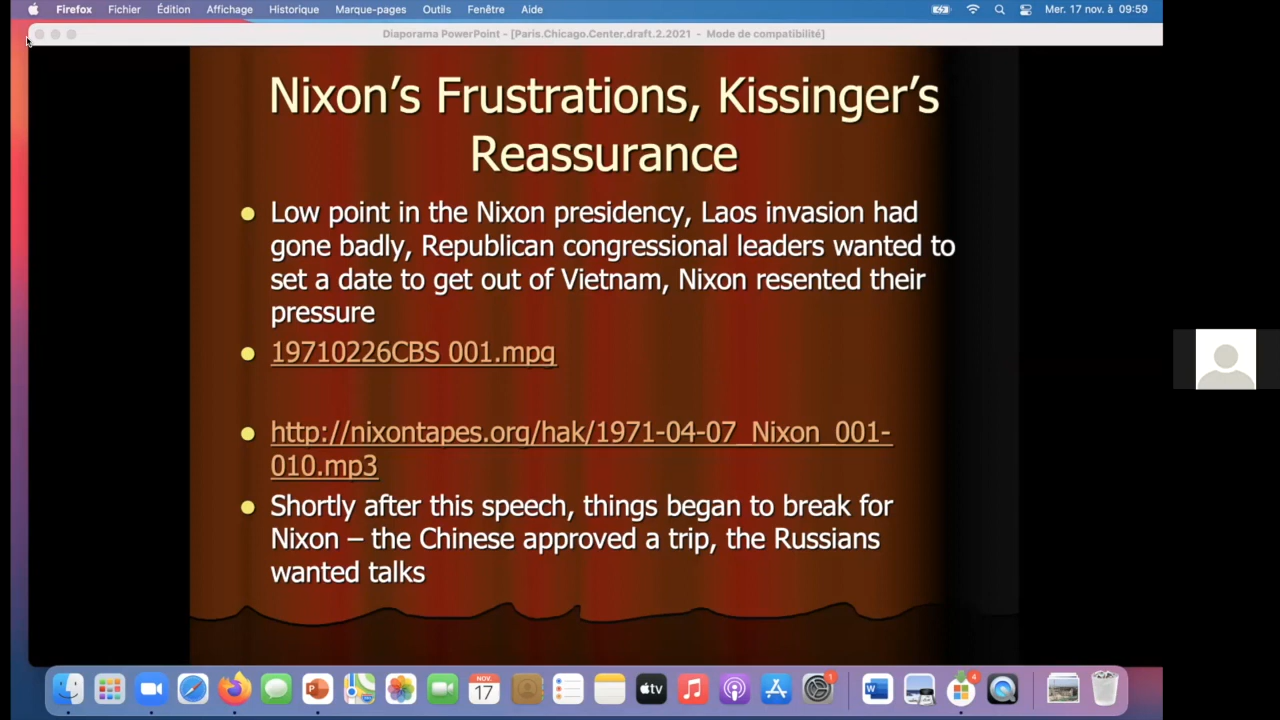 Firefox Fichier Édition Affichage Historique Marque-pages Outils Fenêtre Aide Mer. 17 nov. à 09:59
Diaporama PowerPoint - [Paris.Chicago.Center.draft.2.2021 - Mode de compatibilité]
Nixon’s Frustrations, Kissinger’s
Reassurance
Low point in the Nixon presidency, Laos invasion had
gone badly, Republican congressional leaders wanted to
set a date to get out of Vietnam, Nixon resented their
pressure
19710226CBS 001.mpg
http://nixontapes.org/hak/1971-04-07_Nixon_001-
010.mp3
Shortly after this speech, things began to break for
Nixon – the Chinese approved a trip, the Russians
wanted talks
NOV.
17
tv
1
W
4